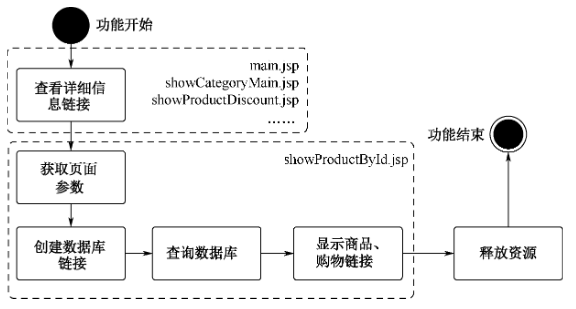 功能开始
main.jsp
showCategoryMain.jsp
showProductDiscount.jsp
……
查看详细信
息链接
showProductById.jsp
获取页面
参数
功能结束
创建数据库
链接
查询数据库
显示商品、
购物链接
释放资源